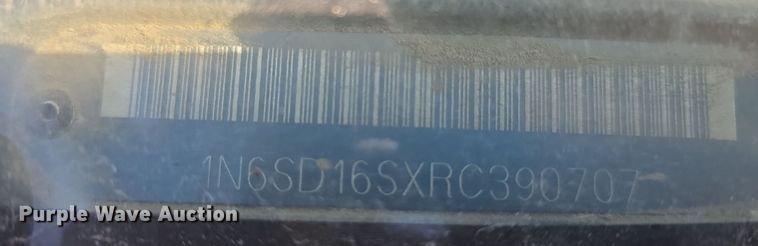 1N6SD16SXRC390707
Purple Wave Auction